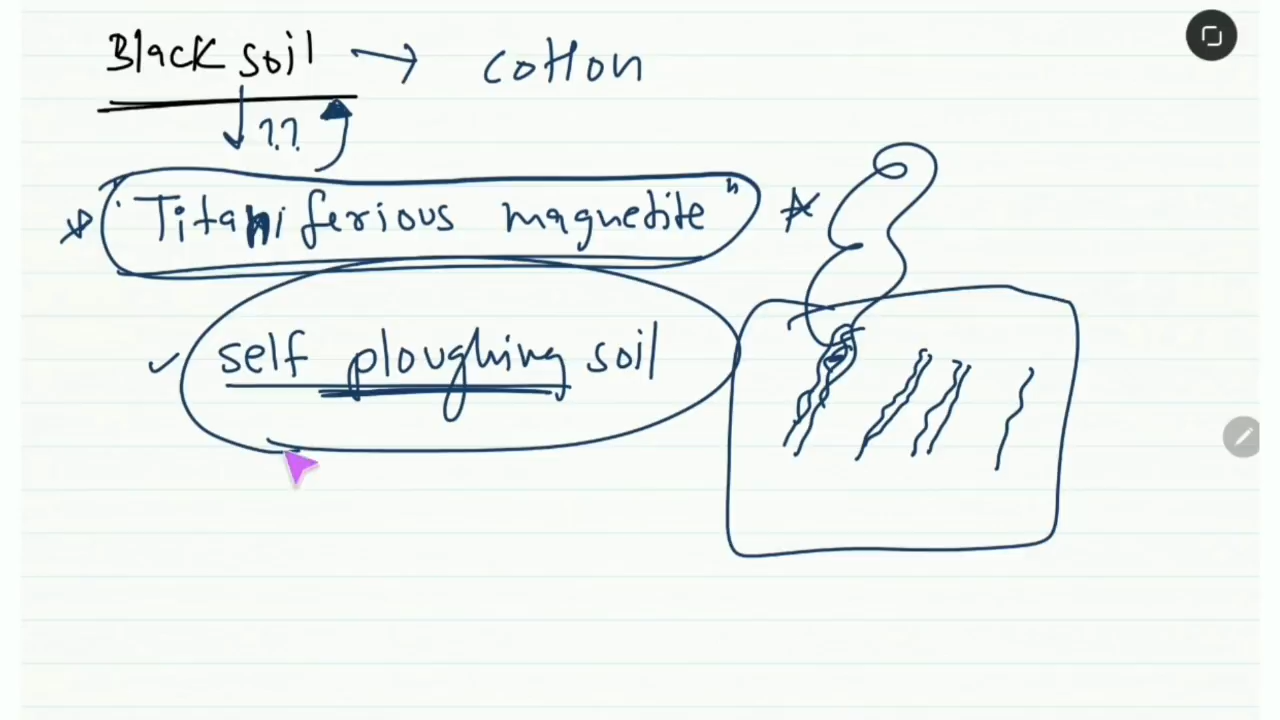 Black soil → cotton
??
"Titaniferious magnetite"
self ploughing soil